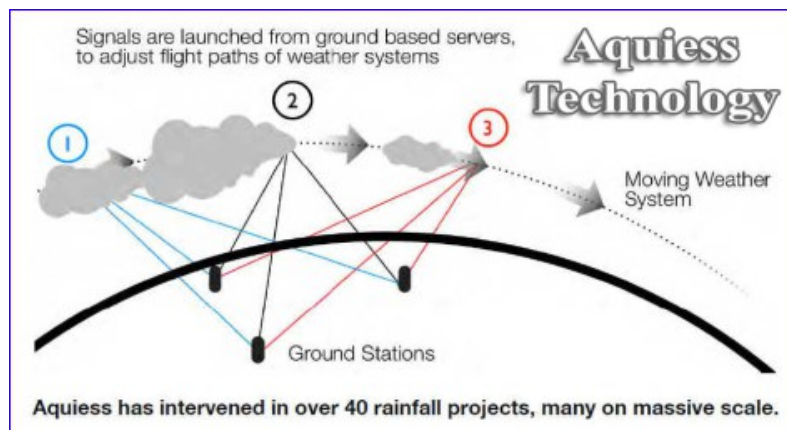 Signals are launched from ground based servers,
to adjust flight paths of weather systems
Aquiess
Technology
1
2
3
Moving Weather
System
Ground Stations
Aquiess has intervened in over 40 rainfall projects, many on massive scale.